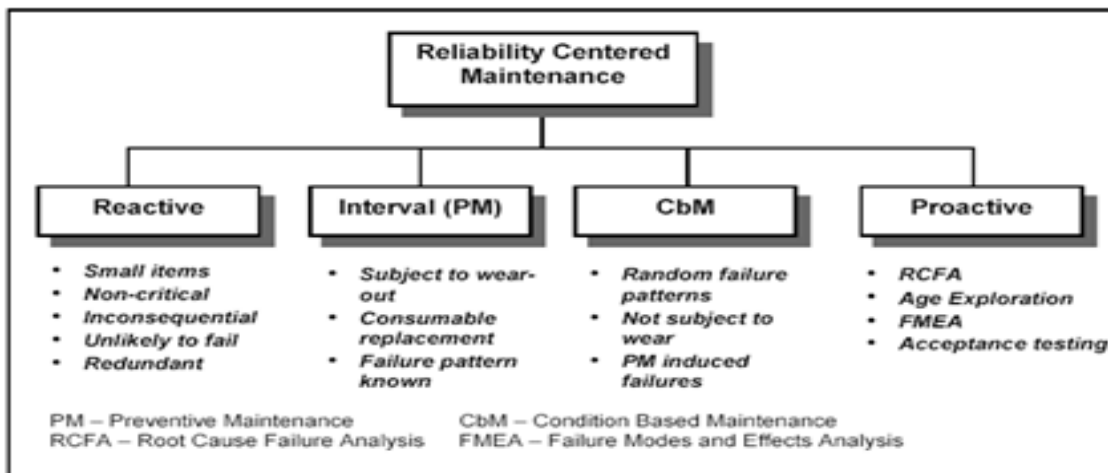 Reliability Centered
Maintenance
Reactive
Interval (PM)
CbM
Proactive
• Small items
• Non-critical
• Inconsequential
• Unlikely to fail
• Redundant
• Subject to wear-
out
• Consumable
replacement
• Failure pattern
known
• Random failure
patterns
• Not subject to
wear
• PM induced
failures
• RCFA
• Age Exploration
• FMEA
• Acceptance testing
PM – Preventive Maintenance
CbM – Condition Based Maintenance
RCFA – Root Cause Failure Analysis
FMEA – Failure Modes and Effects Analysis